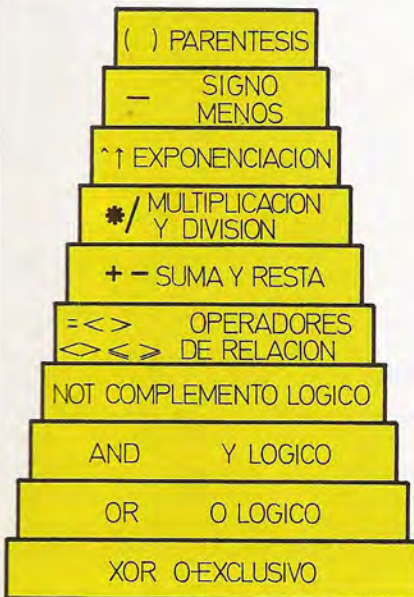 ( ) PARENTESIS
— SIGNO
MENOS
^↑ EXPONENCIACION
*/ MULTIPLICACION
Y DIVISION
+ − SUMA Y RESTA
=<> OPERADORES
<> ⩽ ⩾ DE RELACION
NOT COMPLEMENTO LOGICO
AND Y LOGICO
OR O LOGICO
XOR O-EXCLUSIVO